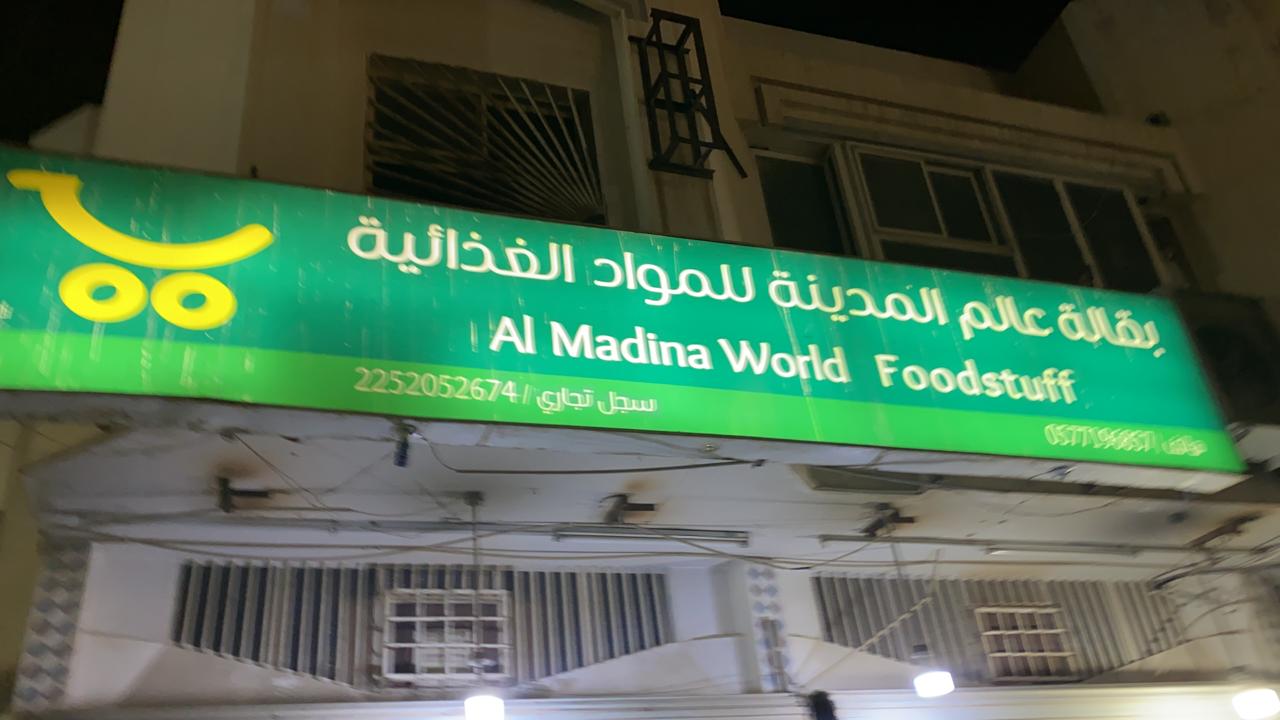 بقالة عالم المدينة للمواد الغذائية
Al Madina World Foodstuff
سجل تجاري / 2252052674